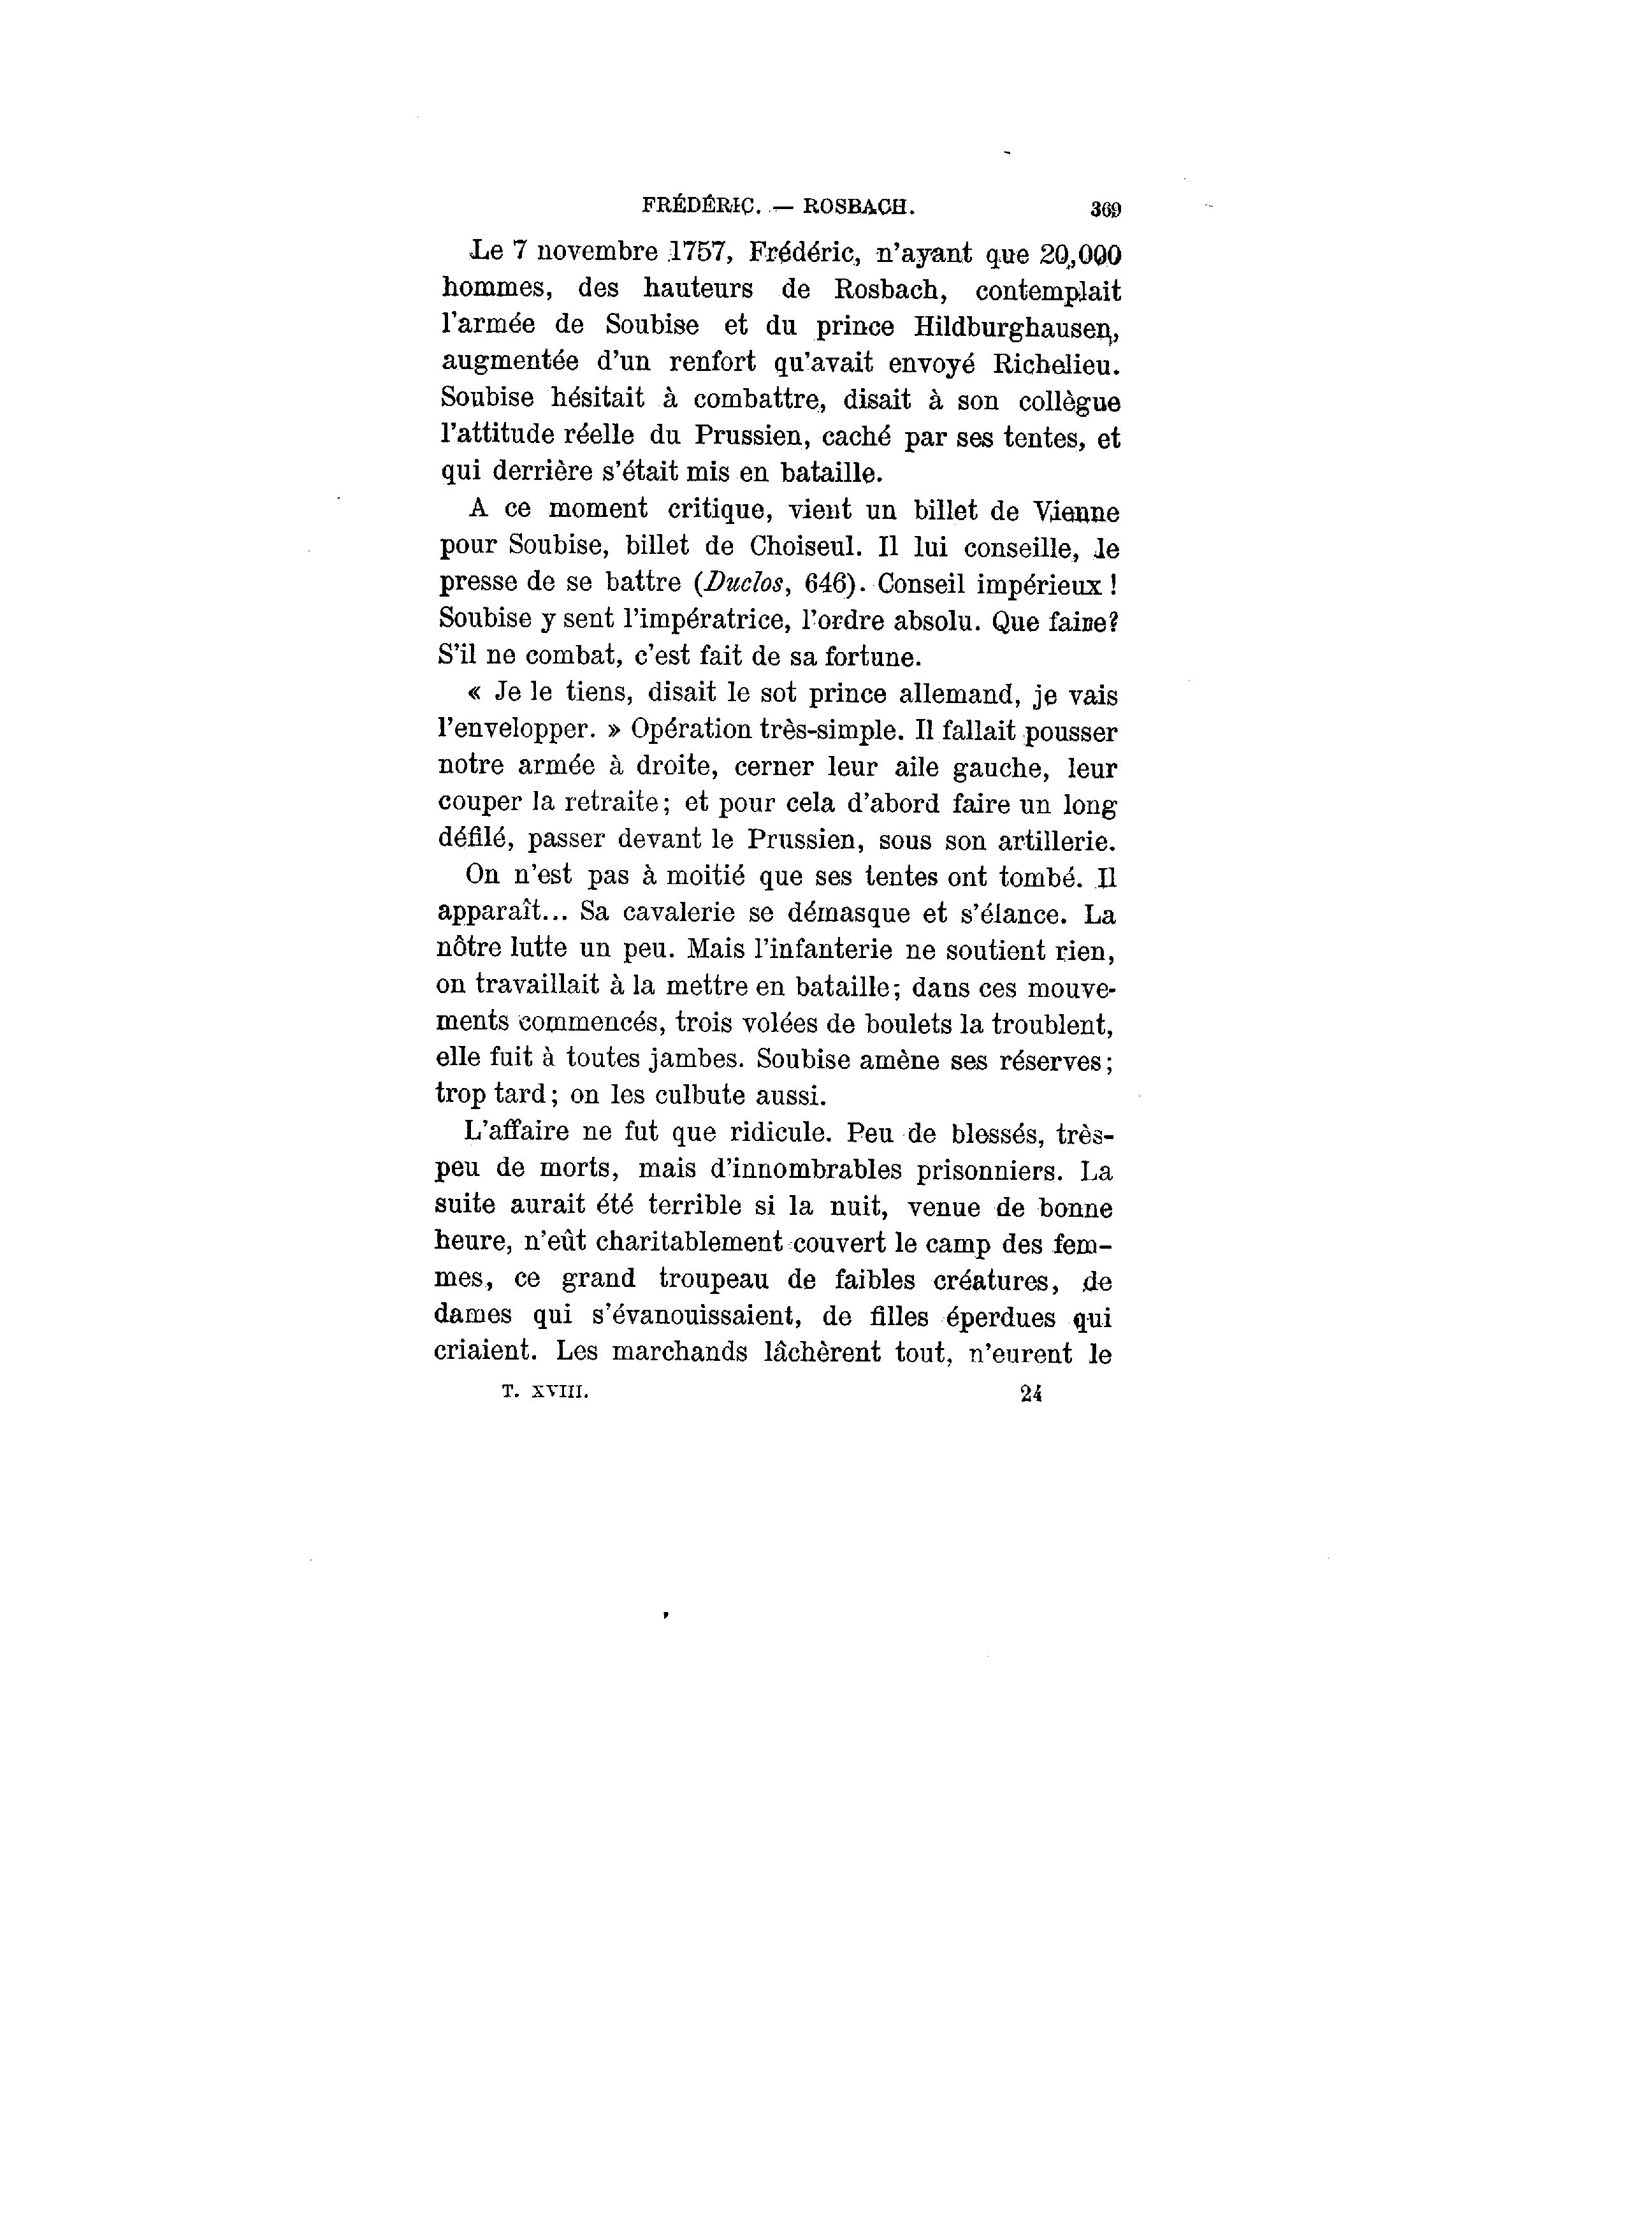 FRÉDÉRIC. — ROSBACH. 369
Le 7 novembre 1757, Frédéric, n'ayant que 20,000
hommes, des hauteurs de Rosbach, contemplait
l'armée de Soubise et du prince Hildburghausen,
augmentée d'un renfort qu'avait envoyé Richelieu.
Soubise hésitait à combattre, disait à son collègue
l'attitude réelle du Prussien, caché par ses tentes, et
qui derrière s'était mis en bataille.
A ce moment critique, vient un billet de Vienne
pour Soubise, billet de Choiseul. Il lui conseille, le
presse de se battre (Duclos, 646). Conseil impérieux !
Soubise y sent l'impératrice, l'ordre absolu. Que faire?
S'il ne combat, c'est fait de sa fortune.
« Je le tiens, disait le sot prince allemand, je vais
l'envelopper. » Opération très-simple. Il fallait pousser
notre armée à droite, cerner leur aile gauche, leur
couper la retraite; et pour cela d'abord faire un long
défilé, passer devant le Prussien, sous son artillerie.
On n'est pas à moitié que ses tentes ont tombé. Il
apparaît... Sa cavalerie se démasque et s'élance. La
nôtre lutte un peu. Mais l'infanterie ne soutient rien,
on travaillait à la mettre en bataille; dans ces mouve-
ments commencés, trois volées de boulets la troublent,
elle fuit à toutes jambes. Soubise amène ses réserves;
trop tard; on les culbute aussi.
L'affaire ne fut que ridicule. Peu de blessés, très-
peu de morts, mais d'innombrables prisonniers. La
suite aurait été terrible si la nuit, venue de bonne
heure, n'eût charitablement couvert le camp des fem-
mes, ce grand troupeau de faibles créatures, de
dames qui s'évanouissaient, de filles éperdues qui
criaient. Les marchands lâchèrent tout, n'eurent le
T. XVIII. 24